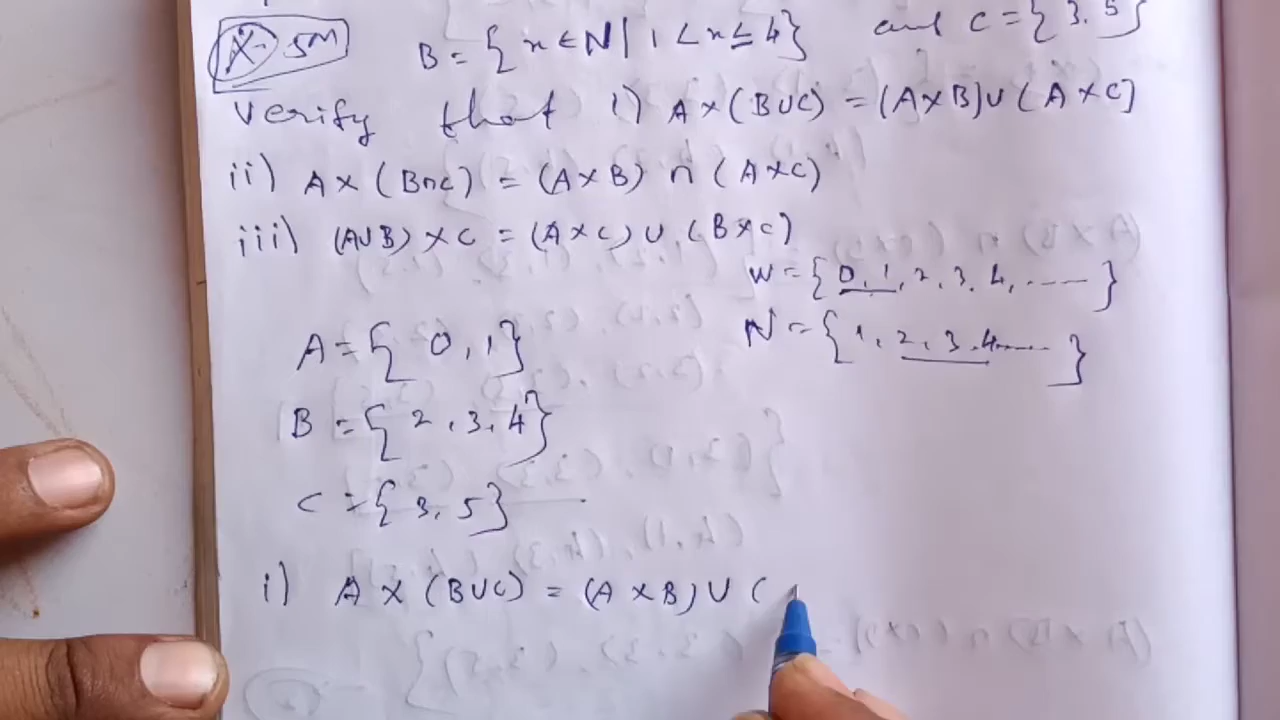 X - 5M
B = { x ∈ N | 1 < x ≤ 4 } and C = { 3, 5 }
Verify that i) A × (B∪C) = (A×B) ∪ (A×C)
ii) A × (B∩C) = (A×B) ∩ (A×C)
iii) (A∪B) × C = (A×C) ∪ (B×C)
W = { 0, 1, 2, 3, 4, ..... }
N = { 1, 2, 3, 4..... }
A = { 0, 1 }
B = { 2, 3, 4 }
C = { 3, 5 }
i) A × (B∪C) = (A×B) ∪ (